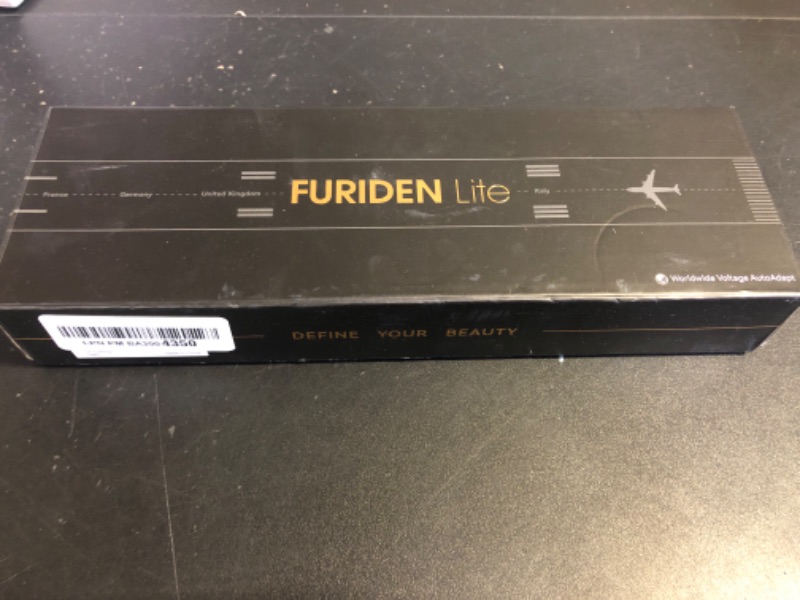 France Germany United Kingdom FURIDEN Lite Italy
Worldwide Voltage AutoAdapt
4350
DEFINE YOUR BEAUTY